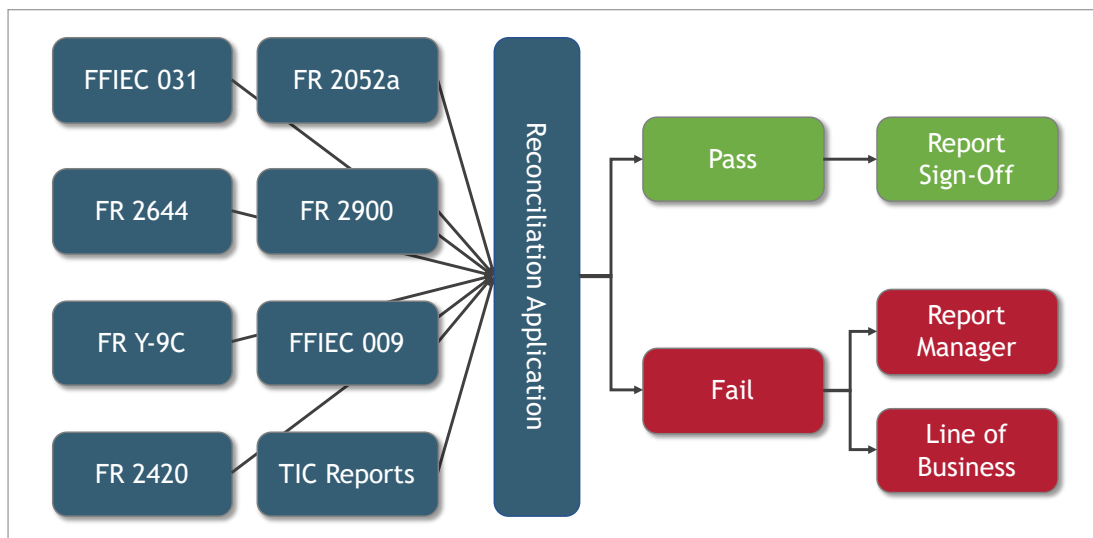 FFIEC 031
FR 2052a
FR 2644
FR 2900
FR Y-9C
FFIEC 009
FR 2420
TIC Reports
Reconciliation Application
Pass
Report
Sign-Off
Fail
Report
Manager
Line of
Business